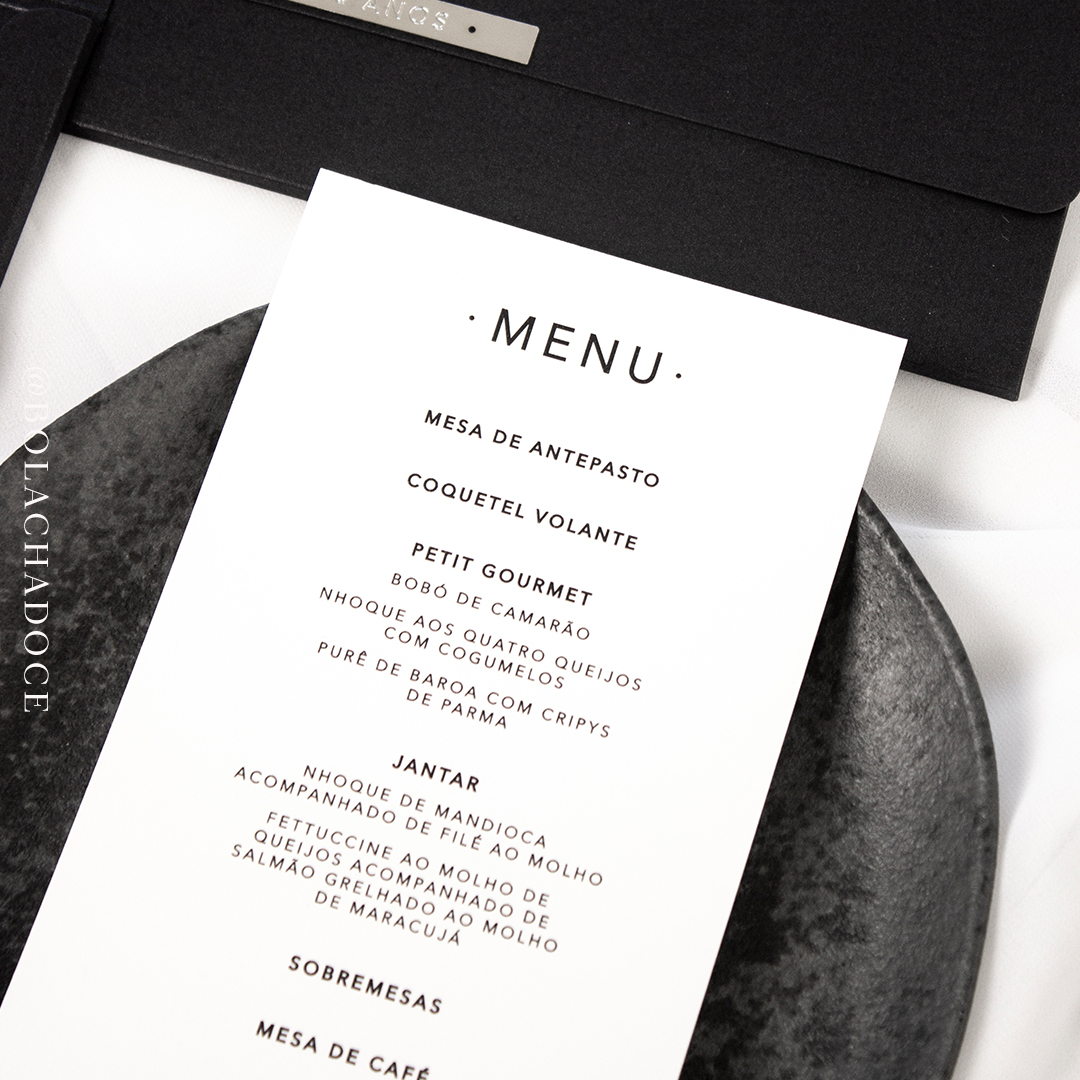 ANOS •
· MENU ·
MESA DE ANTEPASTO
COQUETEL VOLANTE
PETIT GOURMET
BOBÓ DE CAMARÃO
NHOQUE AOS QUATRO QUEIJOS
COM COGUMELOS
PURÊ DE BAROA COM CRIPYS
DE PARMA
JANTAR
NHOQUE DE MANDIOCA
ACOMPANHADO DE FILÉ AO MOLHO
FETTUCCINE AO MOLHO DE
QUEIJOS ACOMPANHADO DE
SALMÃO GRELHADO AO MOLHO
DE MARACUJÁ
SOBREMESAS
MESA DE CAFÉ
@BOLACHADOCE